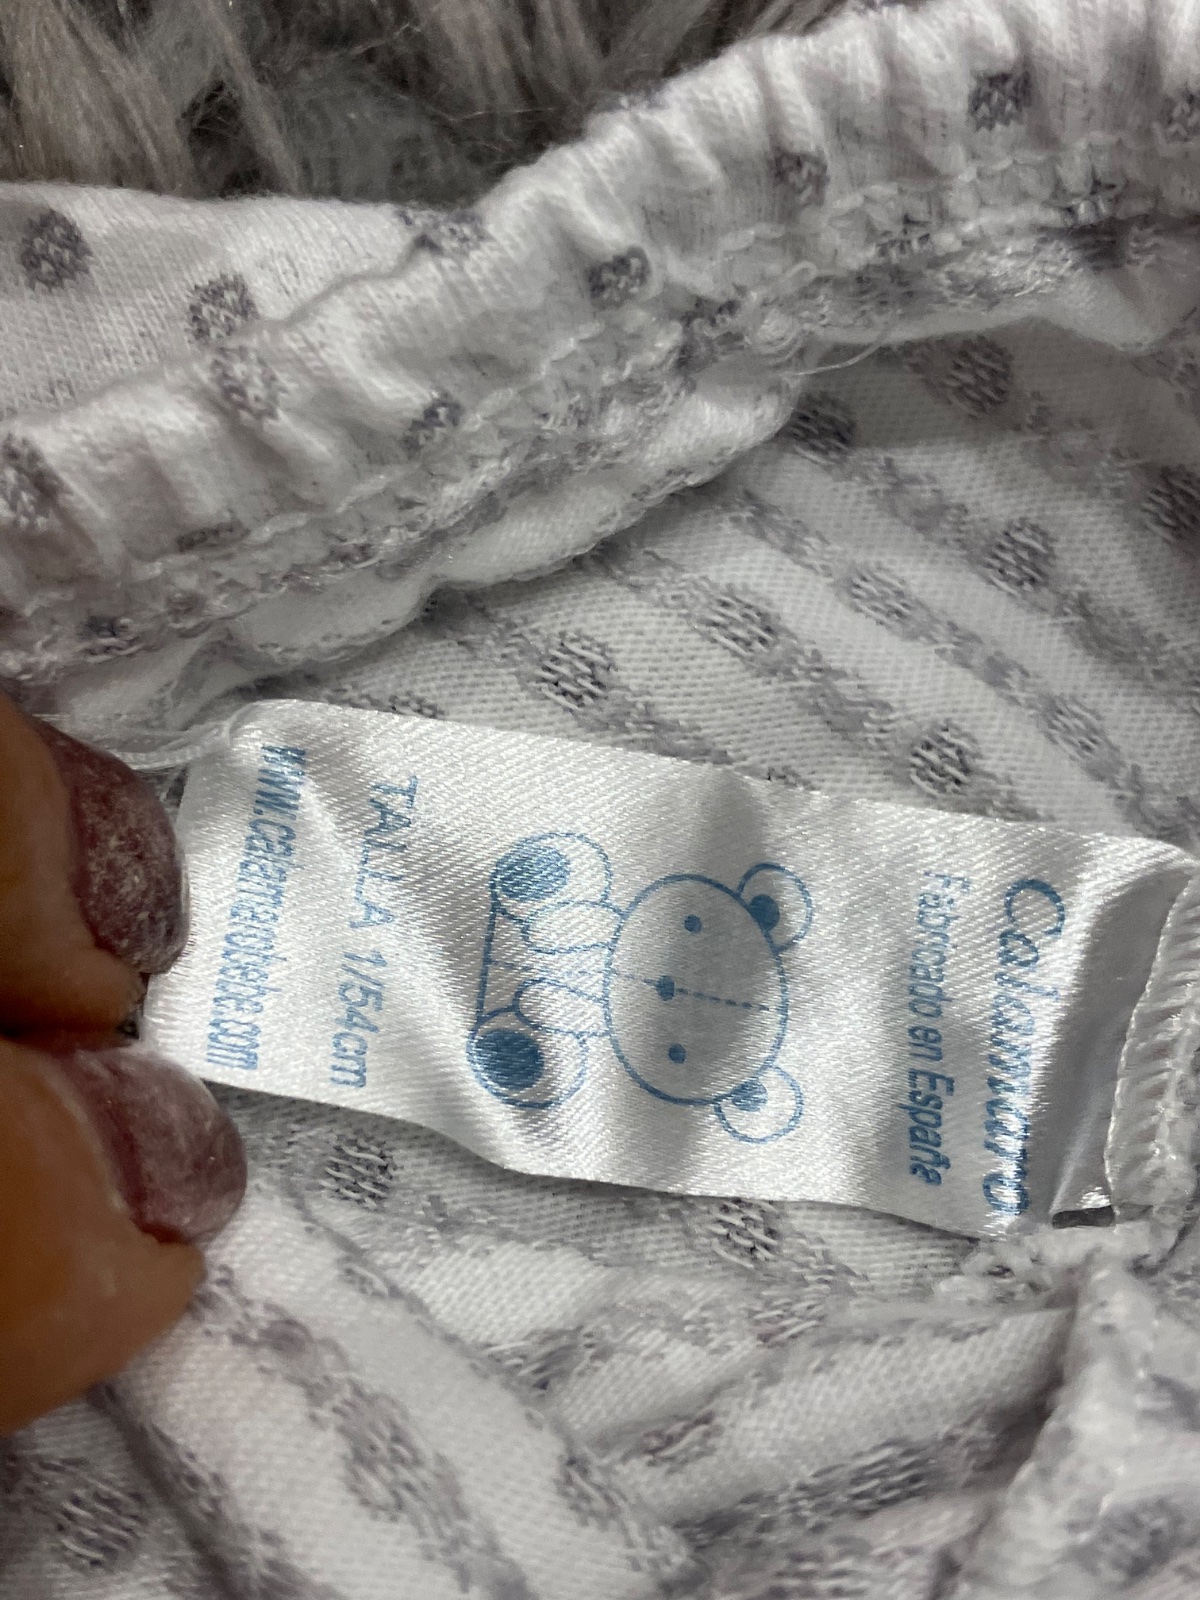 Calamaro
Fabricado en España
TALLA 1/54cm
www.calamarobebe.com